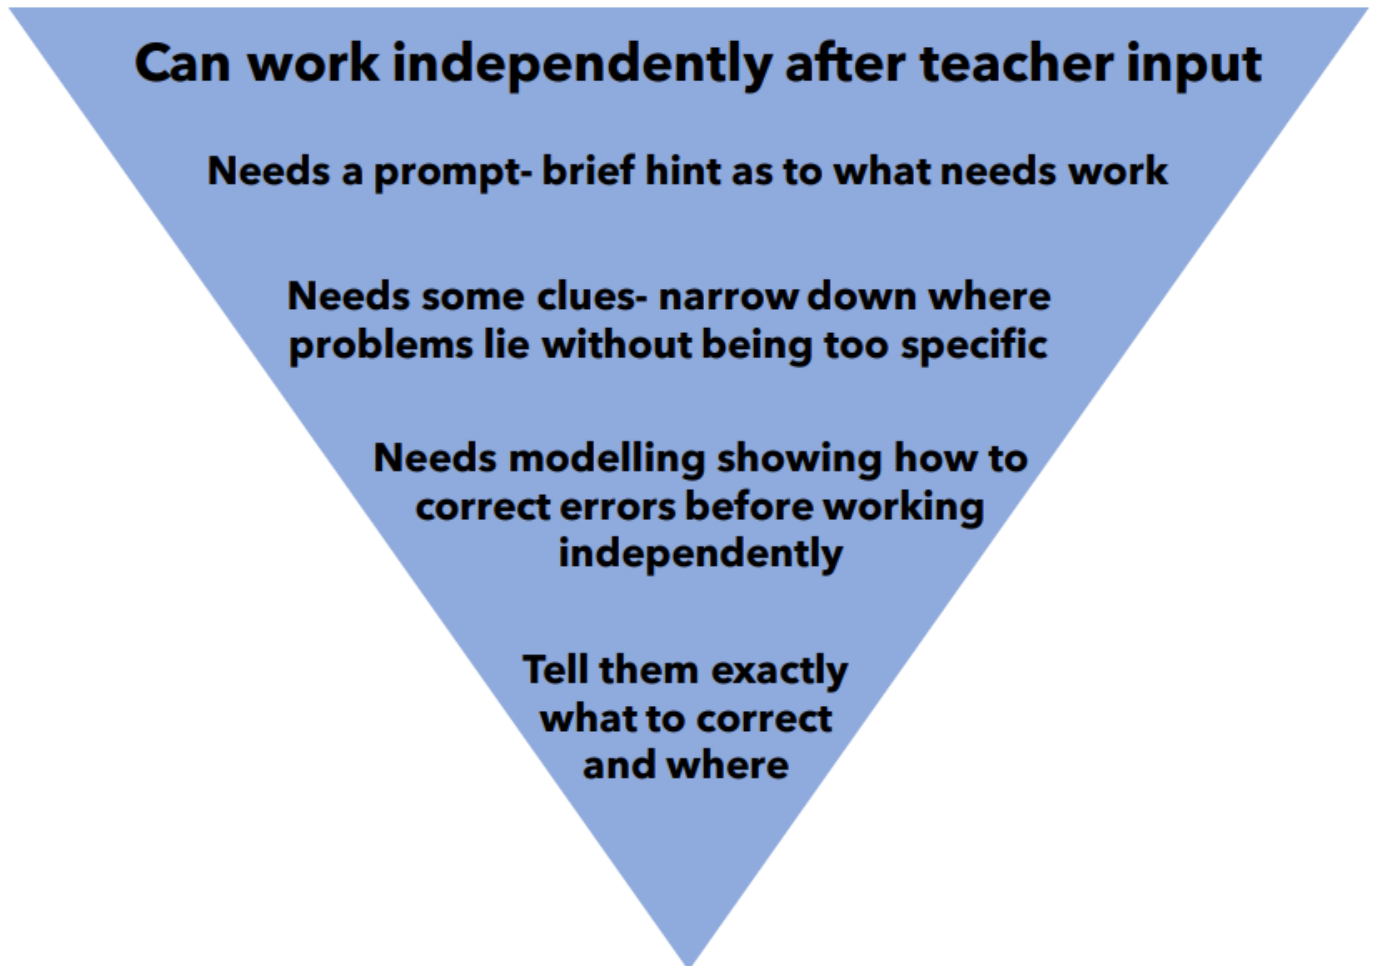 Can work independently after teacher input
Needs a prompt- brief hint as to what needs work
Needs some clues- narrow down where
problems lie without being too specific
Needs modelling showing how to
correct errors before working
independently
Tell them exactly
what to correct
and where